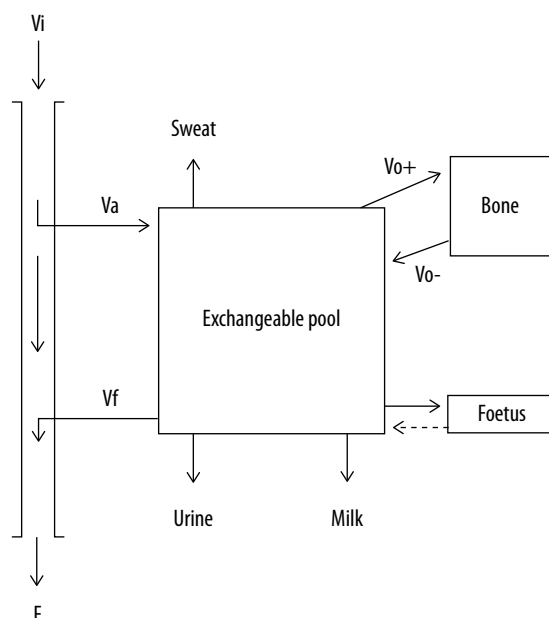 Vi
Sweat
Vo+
Bone
Va
Vo-
Exchangeable pool
Vf
Foetus
Urine
Milk